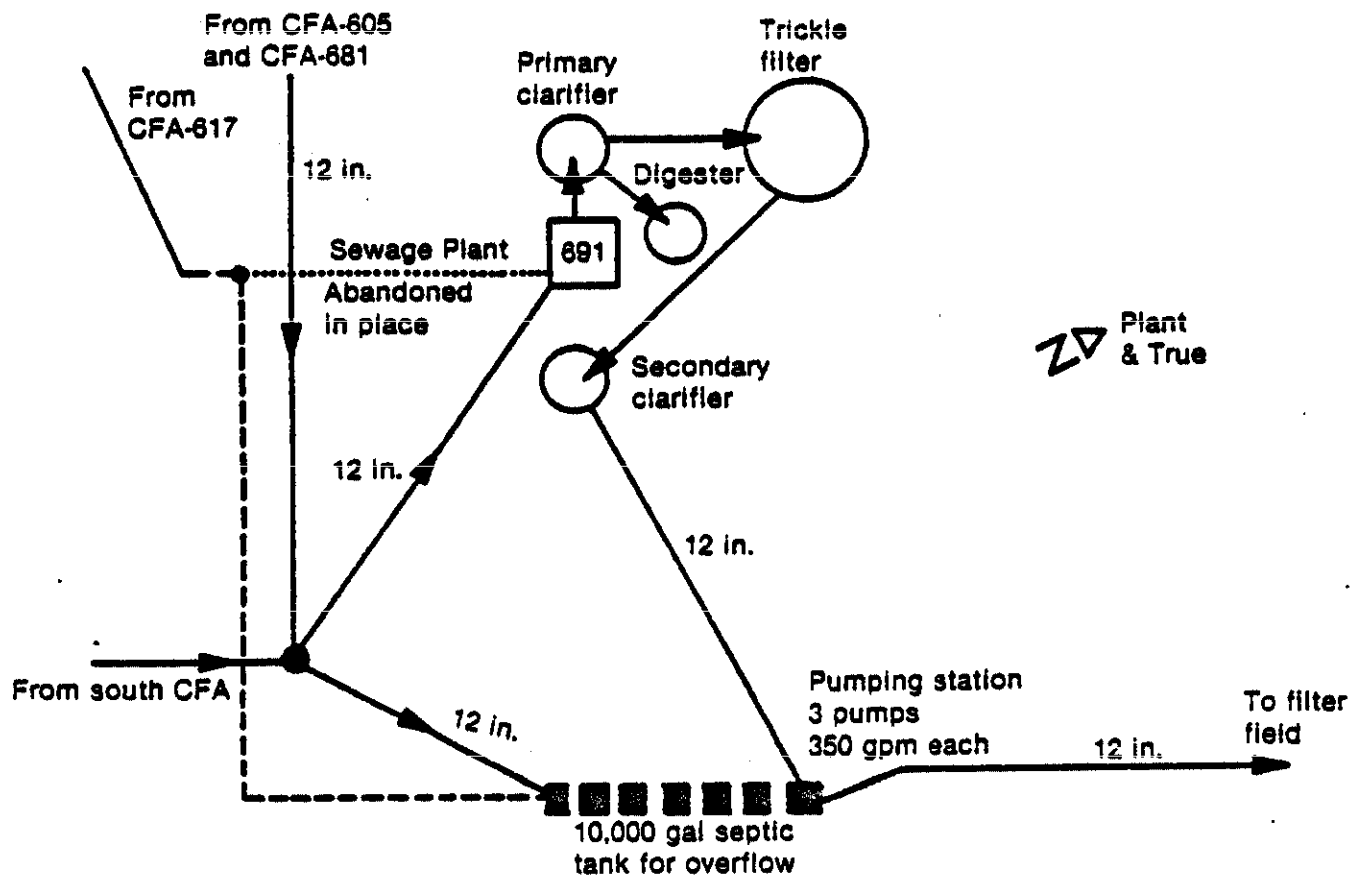 From CFA-605
and CFA-681
From
CFA-617
12 in.
Primary
clarifier
Trickle
filter
Digester
691
Sewage Plant
Abandoned
in place
Secondary
clarifier
N
Plant
& True
12 in.
12 in.
From south CFA
12 in.
Pumping station
3 pumps
350 gpm each
12 in.
To filter
field
10,000 gal septic
tank for overflow